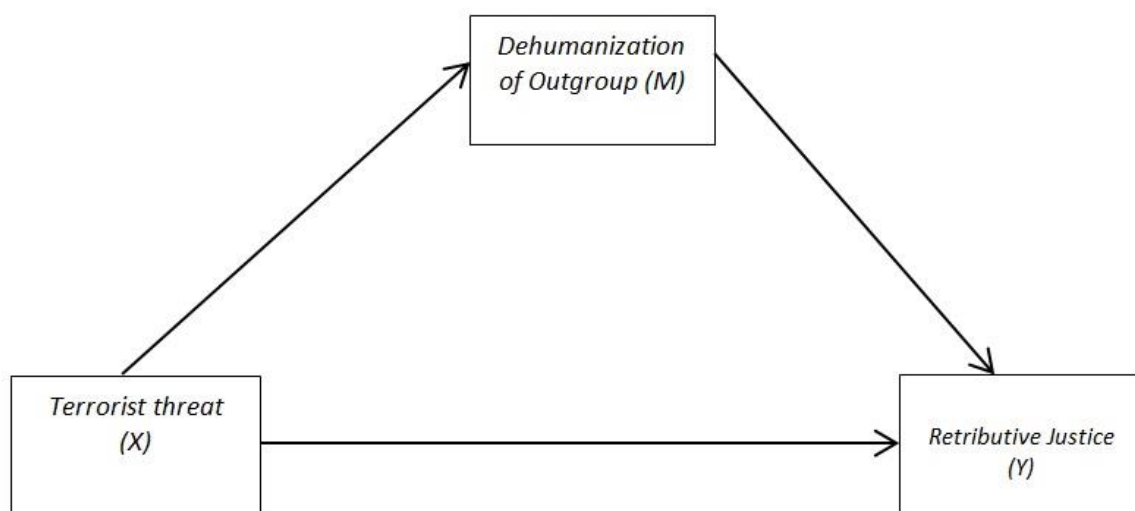 Dehumanization
of Outgroup (M)
Terrorist threat
(X)
Retributive Justice
(Y)